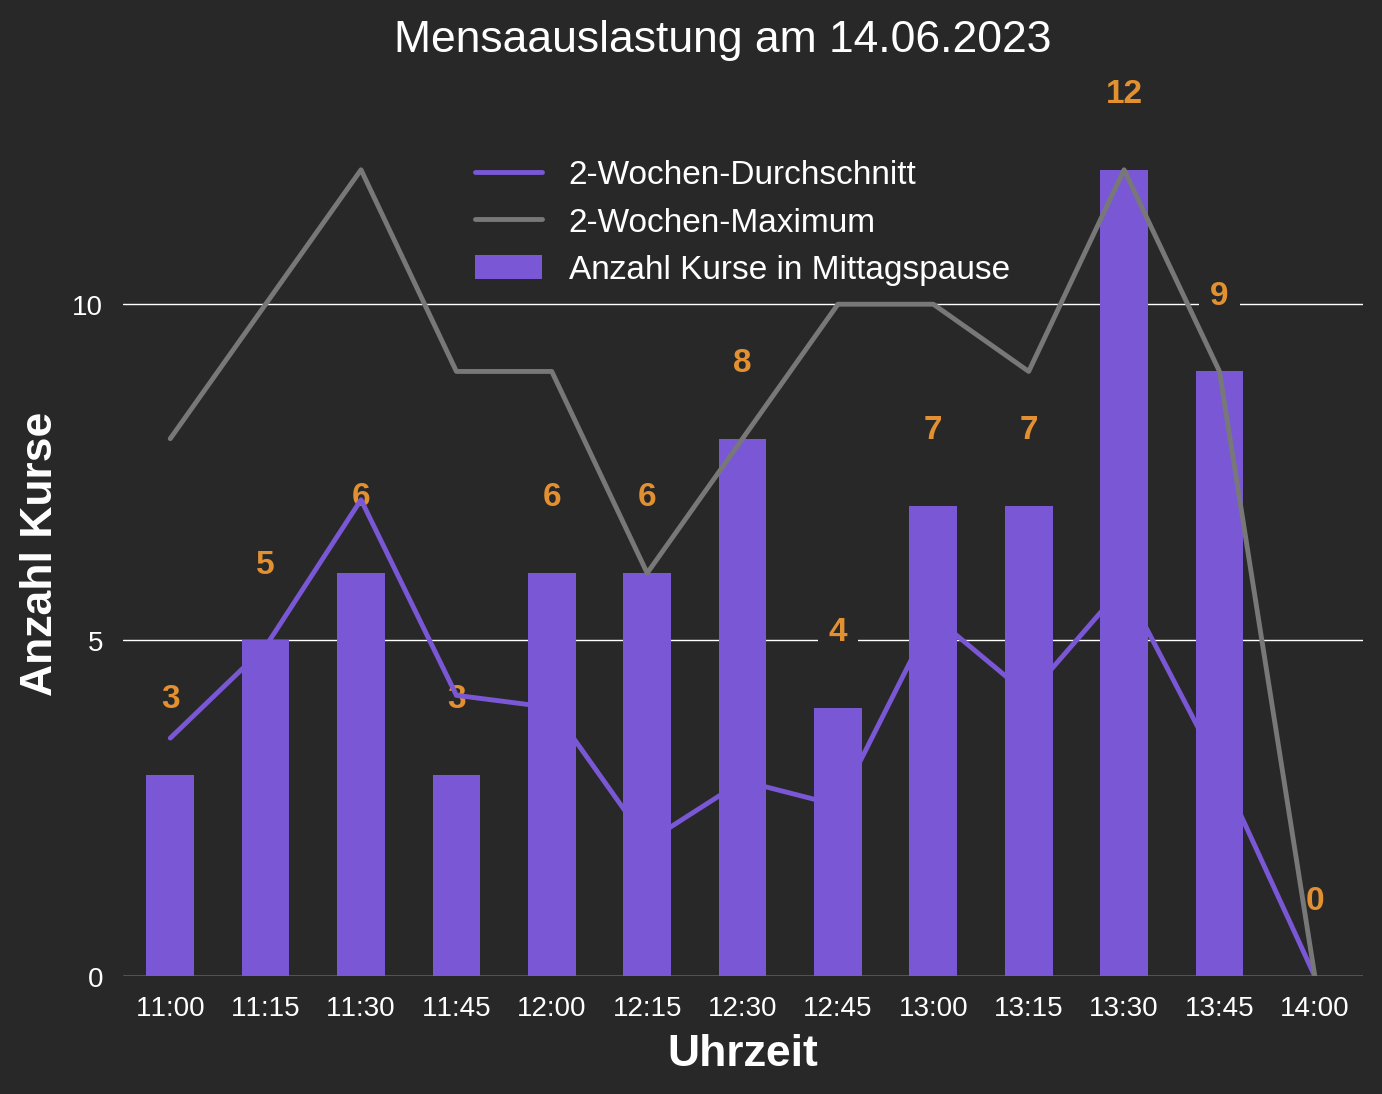 Mensaauslastung am 14.06.2023
12
2-Wochen-Durchschnitt
2-Wochen-Maximum
Anzahl Kurse in Mittagspause
10
9
8
7
7
6
6
6
5
5
4
3
3
0
0
Anzahl Kurse
11:00 11:15 11:30 11:45 12:00 12:15 12:30 12:45 13:00 13:15 13:30 13:45 14:00
Uhrzeit